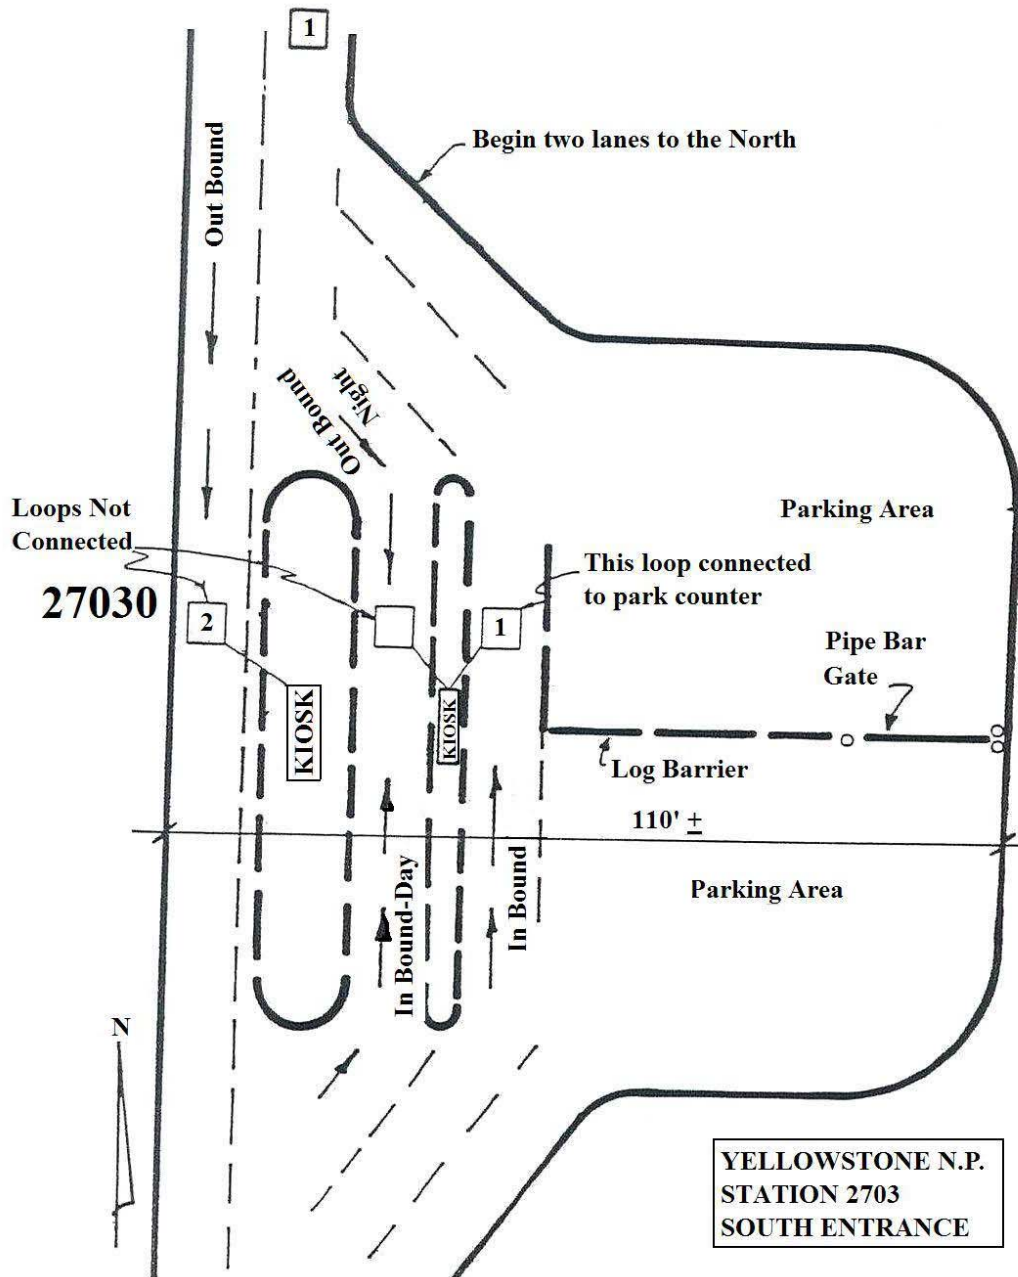 1
Begin two lanes to the North
Out Bound
Night
Out Bound
Parking Area
Loops Not
Connected
This loop connected
to park counter
27030
2
1
Pipe Bar
Gate
KIOSK
KIOSK
Log Barrier
110' ±
In Bound-Day
In Bound
Parking Area
N
YELLOWSTONE N.P.
STATION 2703
SOUTH ENTRANCE